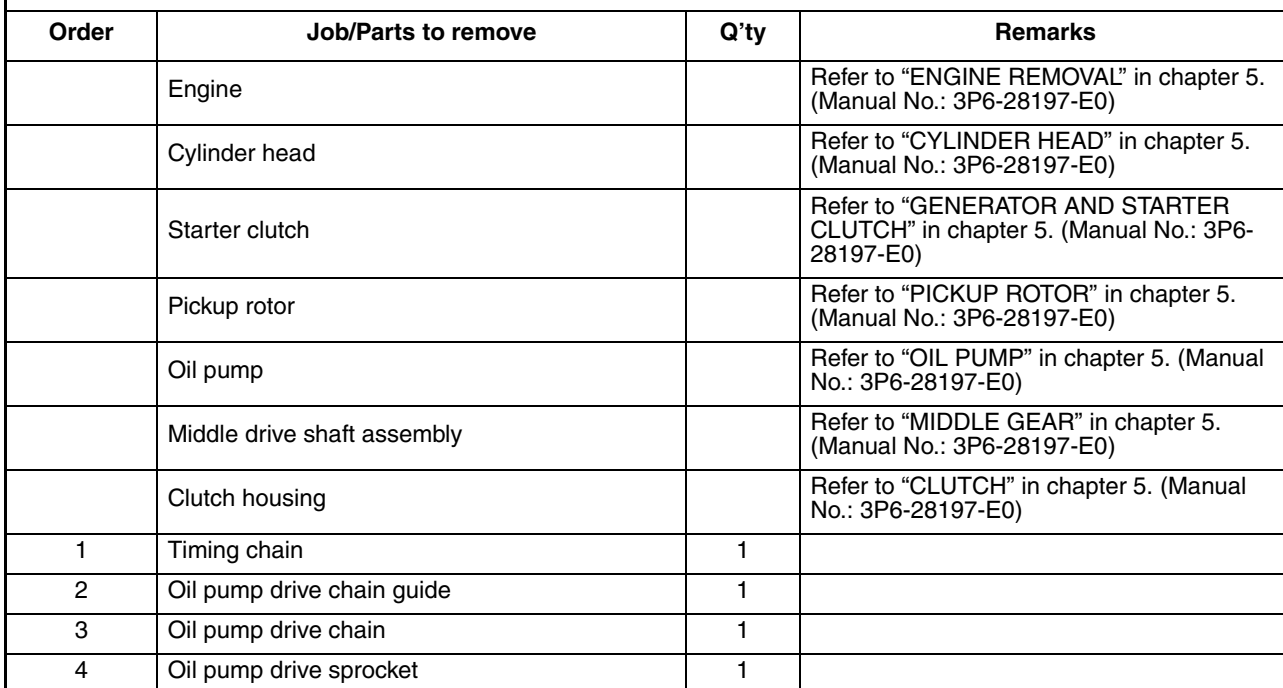 Order Job/Parts to remove Q’ty Remarks
Engine Refer to “ENGINE REMOVAL” in chapter 5.
(Manual No.: 3P6-28197-E0)
Cylinder head Refer to “CYLINDER HEAD” in chapter 5.
(Manual No.: 3P6-28197-E0)
Starter clutch Refer to “GENERATOR AND STARTER
CLUTCH” in chapter 5. (Manual No.: 3P6-
28197-E0)
Pickup rotor Refer to “PICKUP ROTOR” in chapter 5.
(Manual No.: 3P6-28197-E0)
Oil pump Refer to “OIL PUMP” in chapter 5. (Manual
No.: 3P6-28197-E0)
Middle drive shaft assembly Refer to “MIDDLE GEAR” in chapter 5.
(Manual No.: 3P6-28197-E0)
Clutch housing Refer to “CLUTCH” in chapter 5. (Manual
No.: 3P6-28197-E0)
1 Timing chain 1
2 Oil pump drive chain guide 1
3 Oil pump drive chain 1
4 Oil pump drive sprocket 1